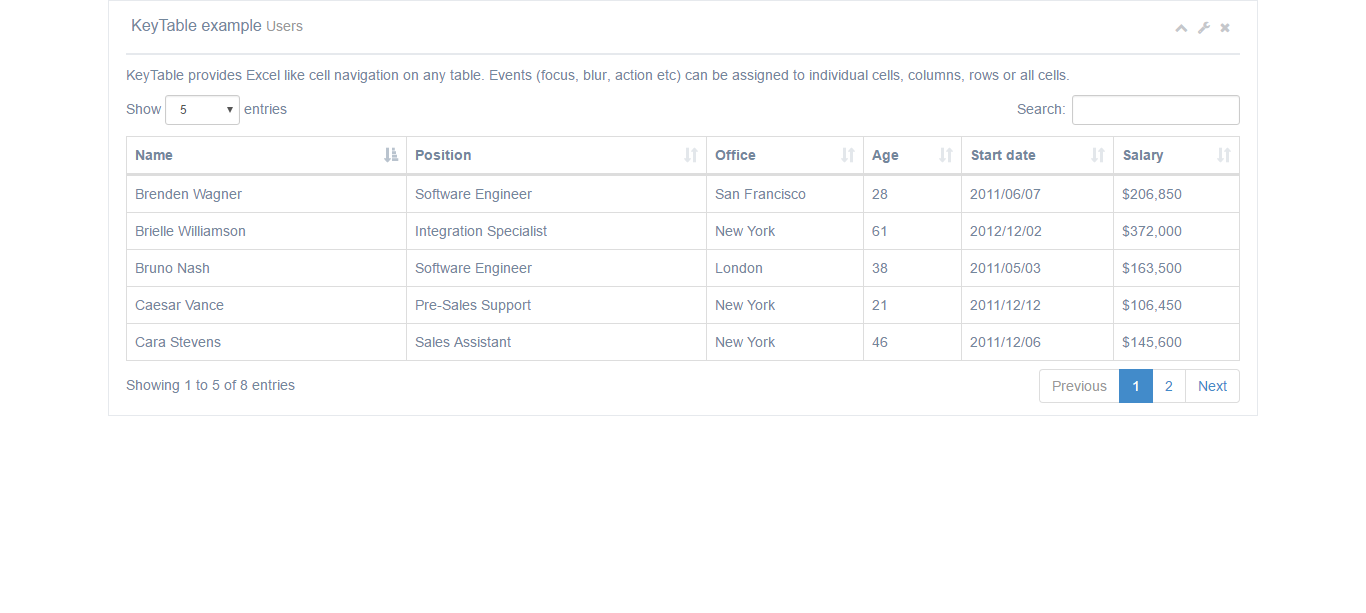 KeyTable example Users
KeyTable provides Excel like cell navigation on any table. Events (focus, blur, action etc) can be assigned to individual cells, columns, rows or all cells.
Show 5 entries Search:
Name Position Office Age Start date Salary
Brenden Wagner Software Engineer San Francisco 28 2011/06/07 $206,850
Brielle Williamson Integration Specialist New York 61 2012/12/02 $372,000
Bruno Nash Software Engineer London 38 2011/05/03 $163,500
Caesar Vance Pre-Sales Support New York 21 2011/12/12 $106,450
Cara Stevens Sales Assistant New York 46 2011/12/06 $145,600
Showing 1 to 5 of 8 entries Previous 1 2 Next